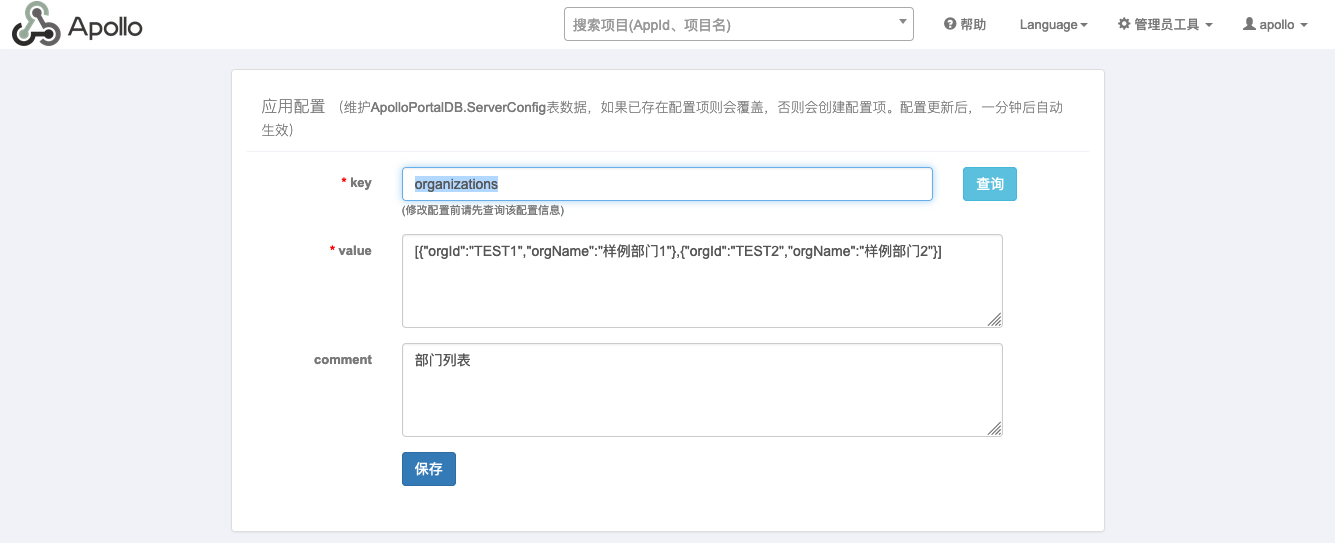 Apollo
搜索项目(AppId、项目名)
帮助
Language
管理员工具
apollo
应用配置 （维护ApolloPortalDB.ServerConfig表数据，如果已存在配置项则会覆盖，否则会创建配置项。配置更新后，一分钟后自动
生效）
* key
organizations
查询
(修改配置前请先查询该配置信息)
* value
[{"orgId":"TEST1","orgName":"样例部门1"},{"orgId":"TEST2","orgName":"样例部门2"}]
comment
部门列表
保存